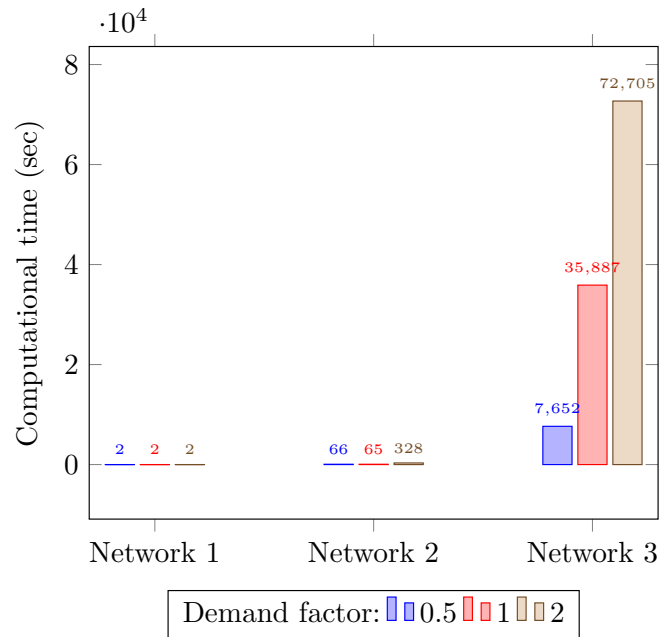 ·10^4
8
6
4
2
0
Computational time (sec)
72,705
35,887
7,652
2 2 2
66 65 328
Network 1 Network 2 Network 3
Demand factor: 0.5 1 2